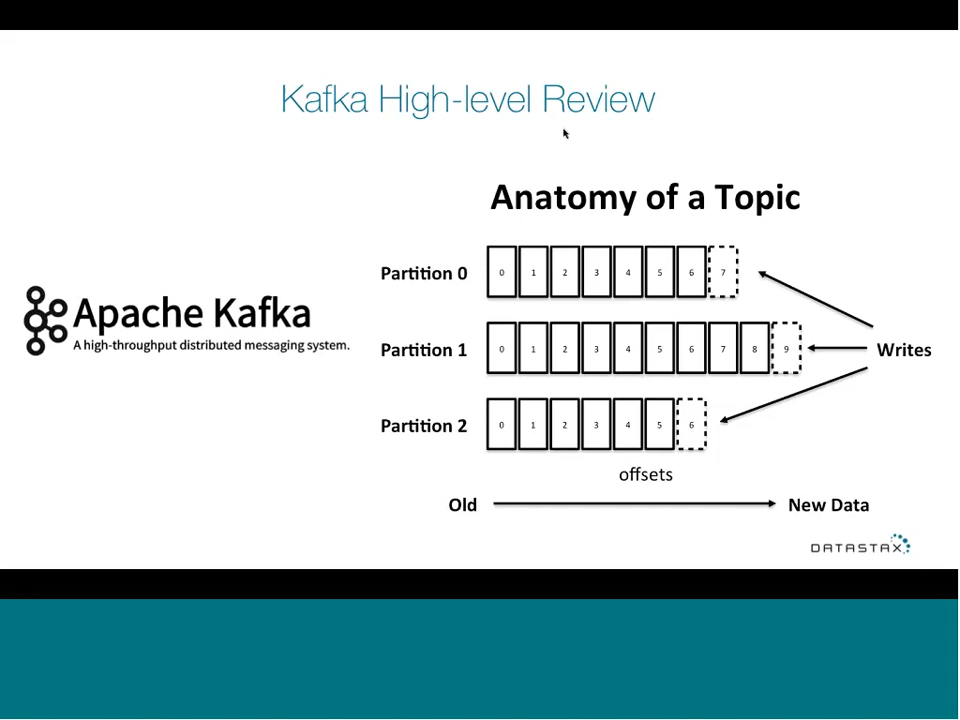 Kafka High-level Review
Anatomy of a Topic
Apache Kafka
A high-throughput distributed messaging system.
Partition 0 0 1 2 3 4 5 6 7
Partition 1 0 1 2 3 4 5 6 7 8 9
Writes
Partition 2 0 1 2 3 4 5 6
offsets
Old New Data
DATASTAX